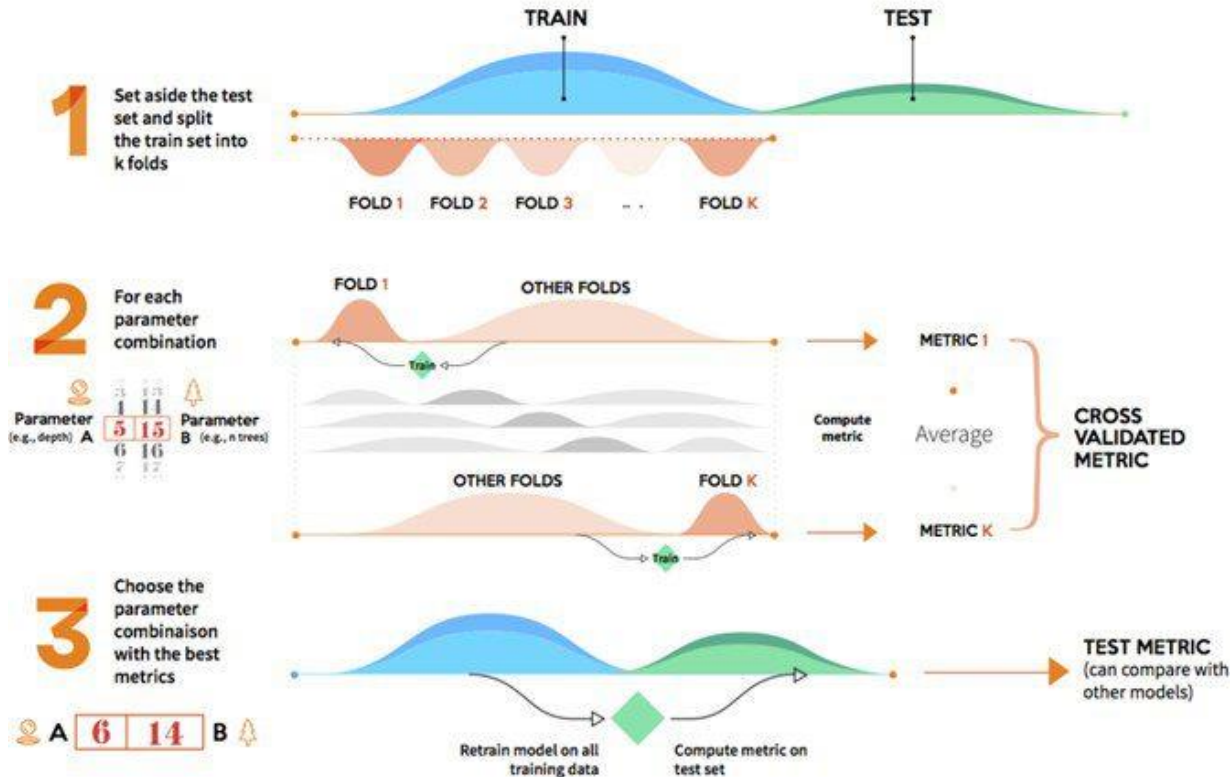 TRAIN
TEST
1
Set aside the test
set and split
the train set into
k folds
FOLD 1
FOLD 2
FOLD 3
.. .
FOLD K
2
For each
parameter
combination
FOLD 1
OTHER FOLDS
Train
METRIC 1
Parameter
(e.g., depth) A
4 14
5 15
6 16
Parameter
B (e.g., n trees)
Compute
metric
Average
CROSS
VALIDATED
METRIC
OTHER FOLDS
FOLD K
Train
METRIC K
3
Choose the
parameter
combinaison
with the best
metrics
A 6 14 B
Retrain model on all
training data
Compute metric on
test set
TEST METRIC
(can compare with
other models)